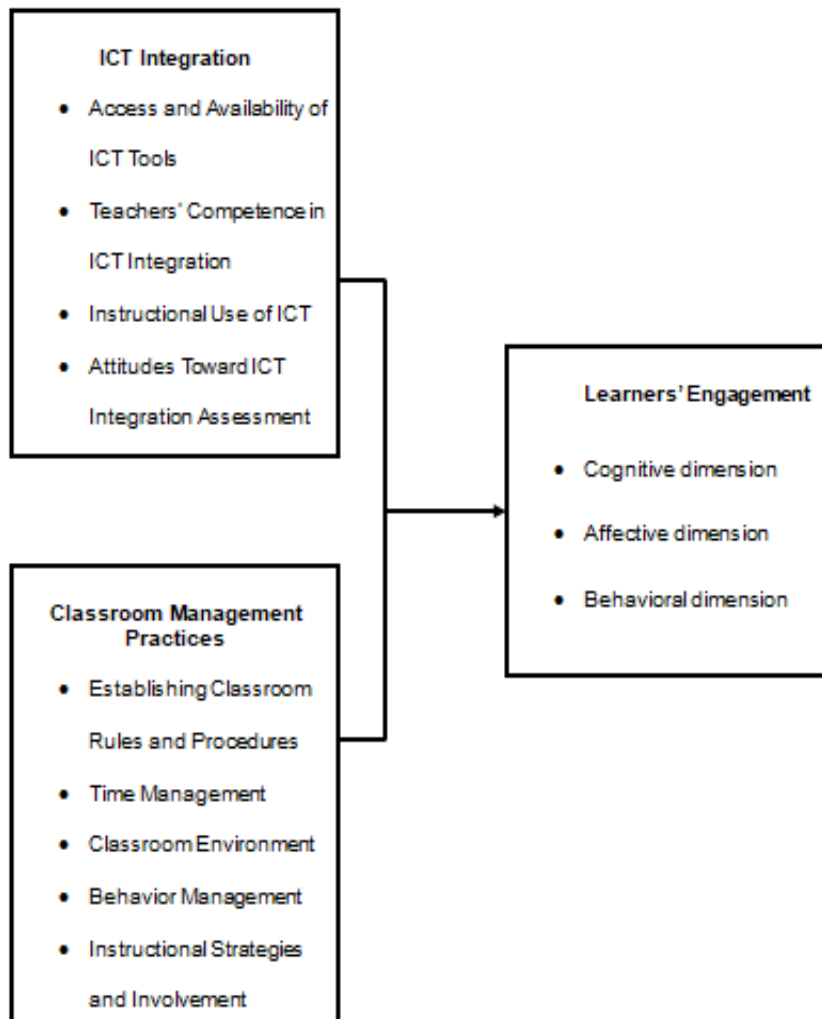 ICT Integration
● Access and Availability of
ICT Tools
● Teachers' Competence in
ICT Integration
● Instructional Use of ICT
● Attitudes Toward ICT
Integration Assessment
Classroom Management
Practices
● Establishing Classroom
Rules and Procedures
● Time Management
● Classroom Environment
● Behavior Management
● Instructional Strategies
and Involvement
Learners' Engagement
● Cognitive dimension
● Affective dimension
● Behavioral dimension